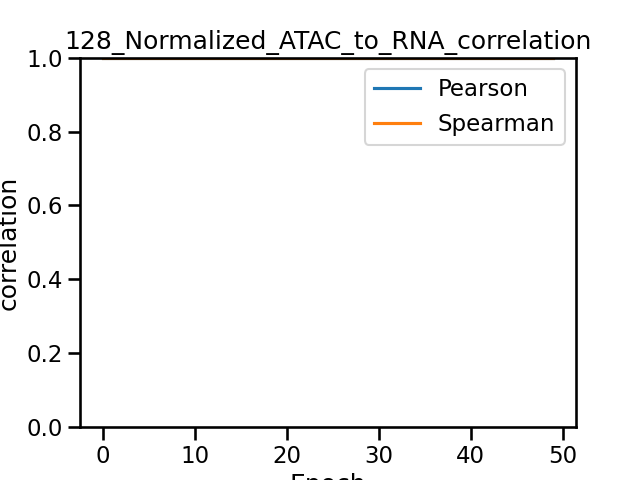 128_Normalized_ATAC_to_RNA_correlation
1.0
0.8
0.6
0.4
0.2
0.0
correlation
Pearson
Spearman
0 10 20 30 40 50
Epoch